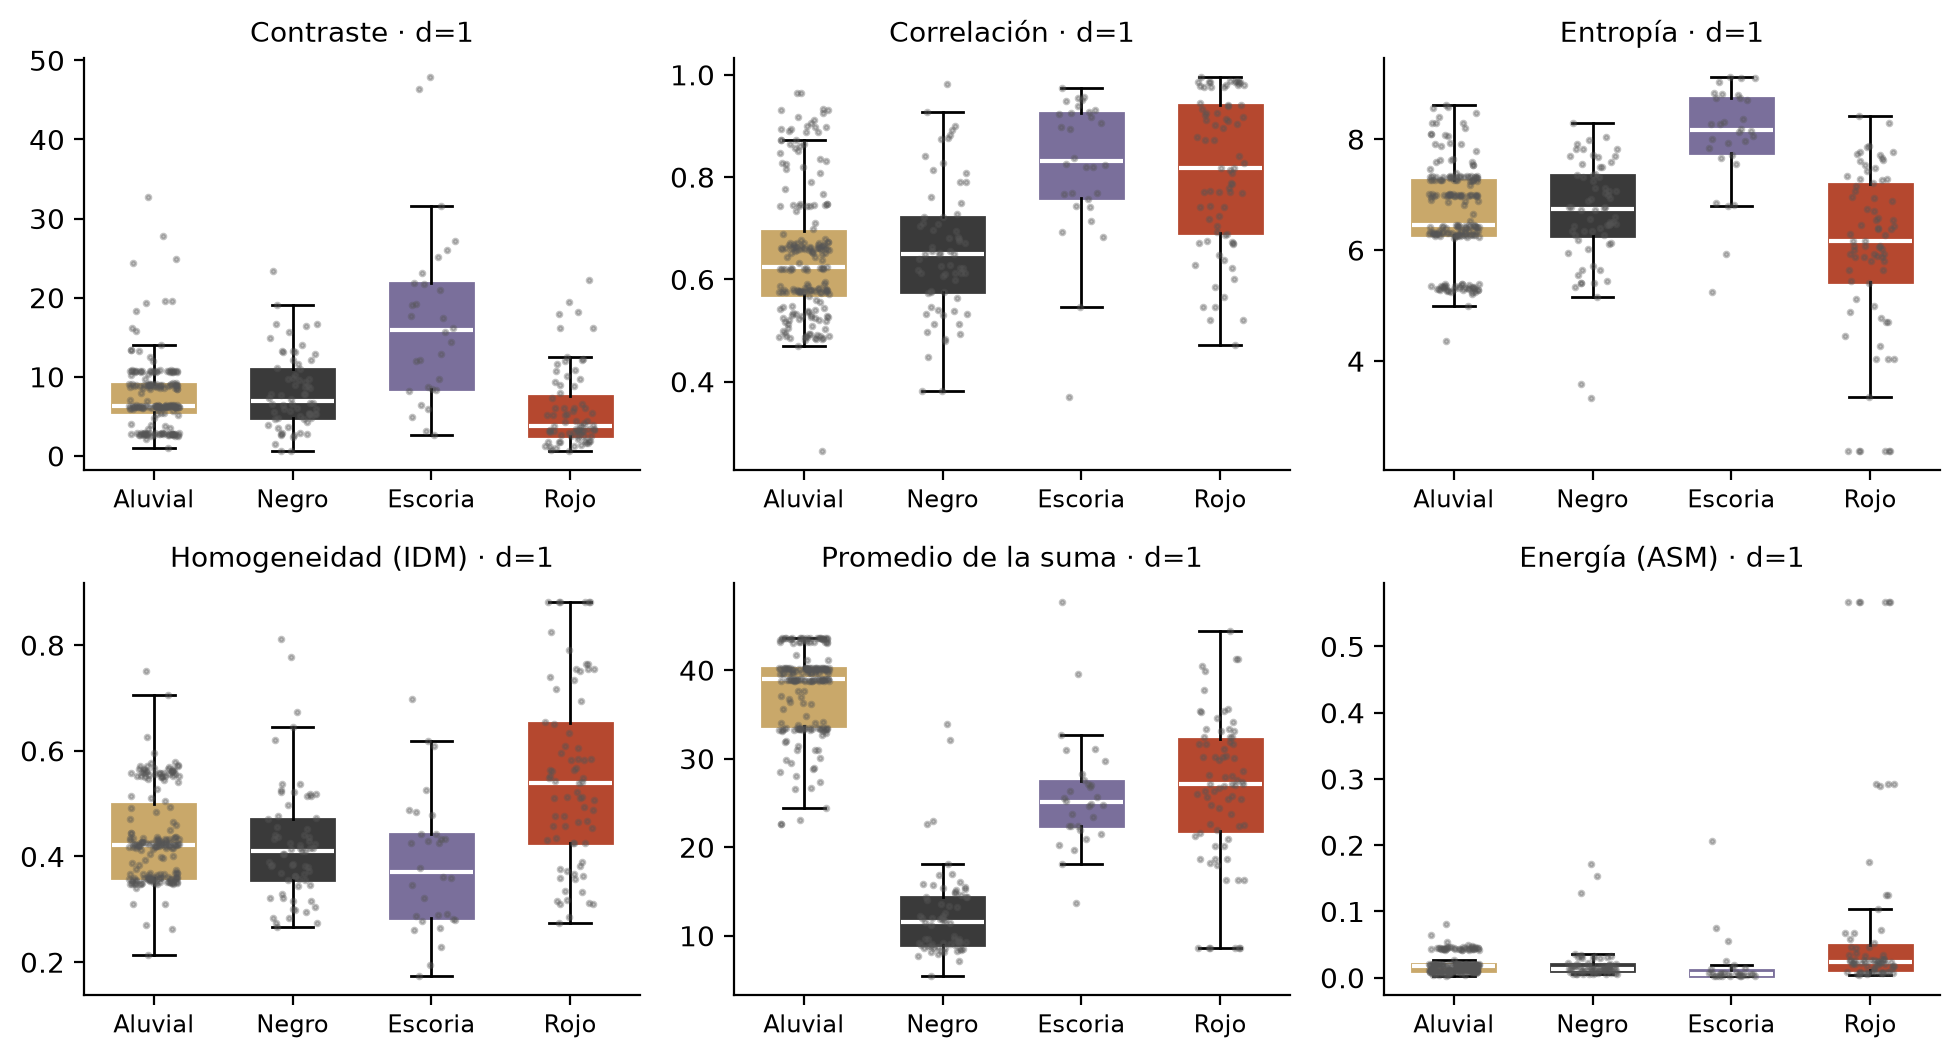 Contraste · d=1
50
40
30
20
10
0
Aluvial Negro Escoria Rojo
Correlación · d=1
1.0
0.8
0.6
0.4
Aluvial Negro Escoria Rojo
Entropía · d=1
8
6
4
Aluvial Negro Escoria Rojo
Homogeneidad (IDM) · d=1
0.8
0.6
0.4
0.2
Aluvial Negro Escoria Rojo
Promedio de la suma · d=1
40
30
20
10
Aluvial Negro Escoria Rojo
Energía (ASM) · d=1
0.5
0.4
0.3
0.2
0.1
0.0
Aluvial Negro Escoria Rojo